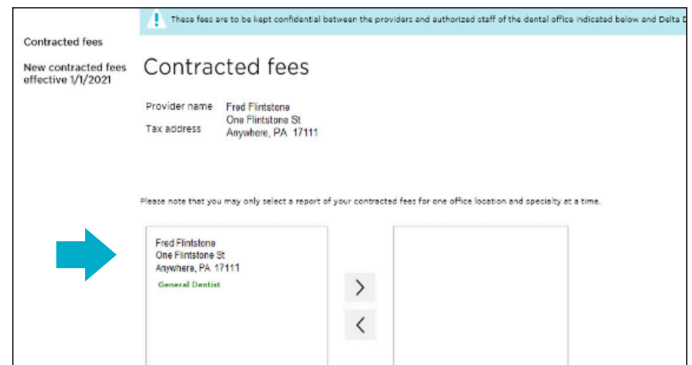 These fees are to be kept confidential between the providers and authorized staff of the dental office indicated below and Delta D
Contracted fees
New contracted fees
effective 1/1/2021
Contracted fees
Provider name Fred Flintstone
Tax address One Flintstone St
Anywhere, PA 17111
Please note that you may only select a report of your contracted fees for one office location and specialty at a time.
Fred Flintstone
One Flintstone St
Anywhere, PA 17111
General Dentist